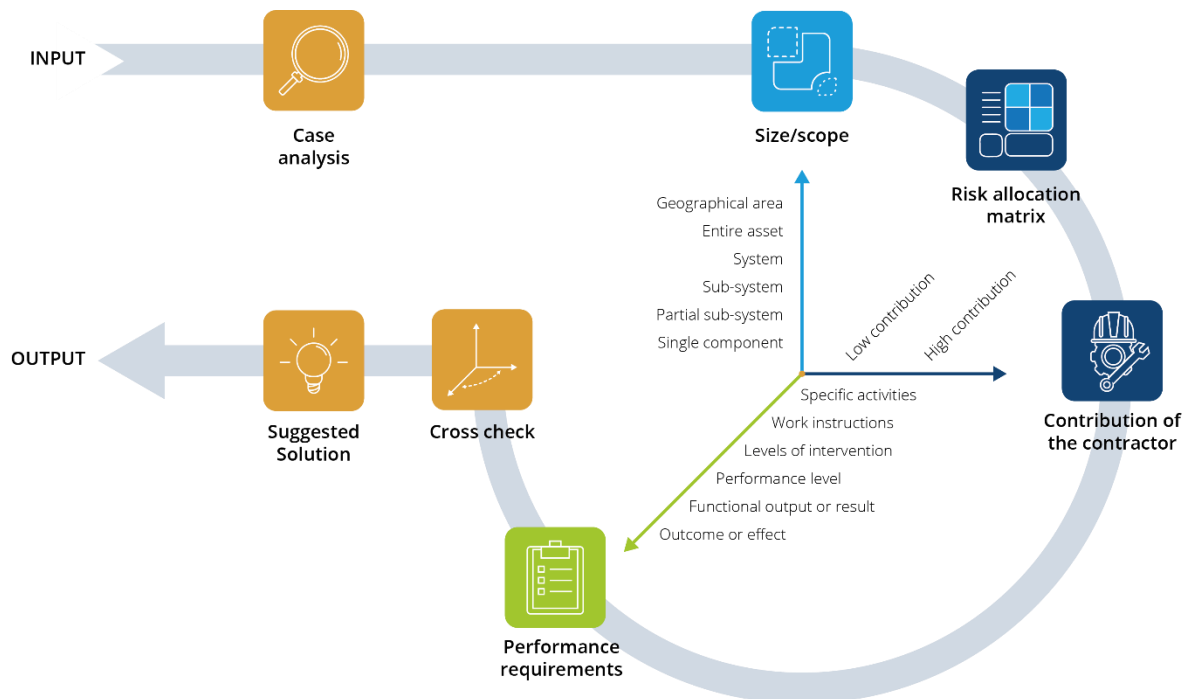 INPUT
Case
analysis
Size/scope
Risk allocation
matrix
Geographical area
Entire asset
System
Sub-system
Partial sub-system
Single component
Low contribution
High contribution
Contribution of
the contractor
Specific activities
Work instructions
Levels of intervention
Performance level
Functional output or result
Outcome or effect
Performance
requirements
Cross check
Suggested
Solution
OUTPUT